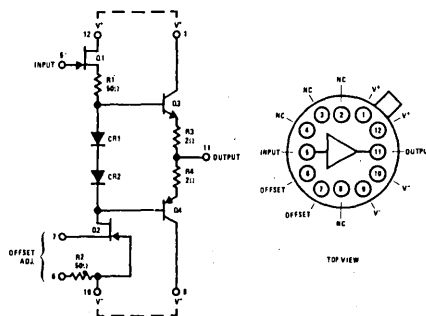 V+
V+
12
1
5
Q1
INPUT
R1
50Ω
Q3
CR1
R3
2Ω
11
OUTPUT
CR2
R4
2Ω
Q4
Q2
7
OFFSET
ADJ.
R2
50Ω
6
10
V-
9
V-
NC
NC
V+
NC
V+
3
2
1
4
12
INPUT
5
11
OUTPU
6
10
OFFSET
7
8
9
V-
OFFSET
NC
V-
TOP VIEW